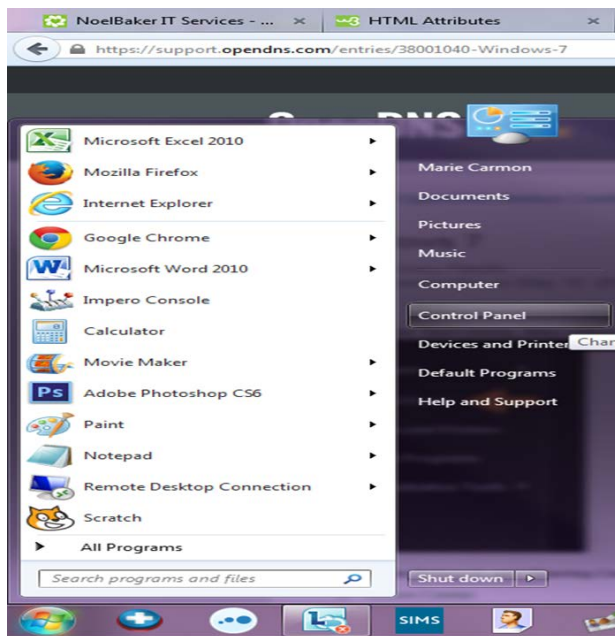 NoelBaker IT Services - ...
HTML Attributes
https://support.opendns.com/entries/38001040-Windows-7
DNS
Microsoft Excel 2010
Mozilla Firefox
Internet Explorer
Google Chrome
Microsoft Word 2010
Impero Console
Calculator
Movie Maker
Ps Adobe Photoshop CS6
Paint
Notepad
Remote Desktop Connection
Scratch
All Programs
Search programs and files
Marie Carmon
Documents
Pictures
Music
Computer
Control Panel
Devices and Printer
Char
Default Programs
Help and Support
Shut down
SIMS